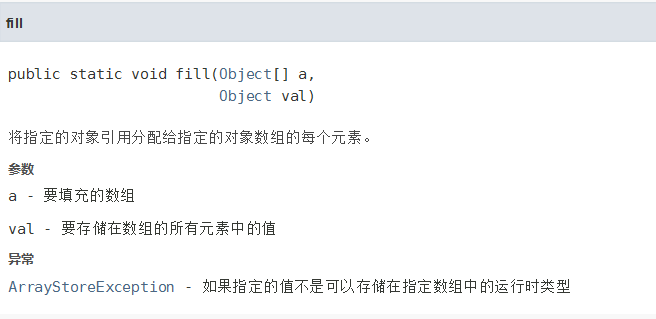 fill
public static void fill(Object[] a,
Object val)
将指定的对象引用分配给指定的对象数组的每个元素。
参数
a - 要填充的数组
val - 要存储在数组的所有元素中的值
异常
ArrayStoreException - 如果指定的值不是可以存储在指定数组中的运行时类型